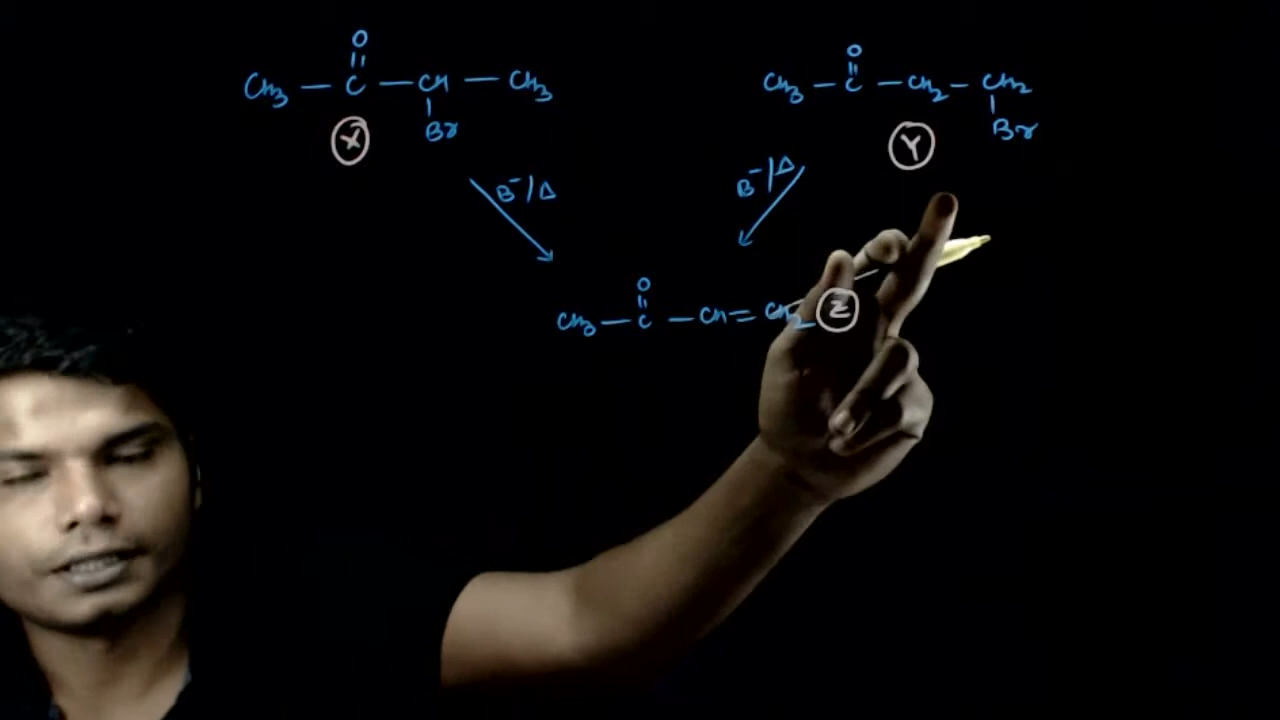 O O
CH3 — C — CH — CH3 CH3 — C — CH2 — CH2
Br Br
X Y
B⁻/Δ B⁻/Δ
O
CH3 — C — CH = CH2 Z